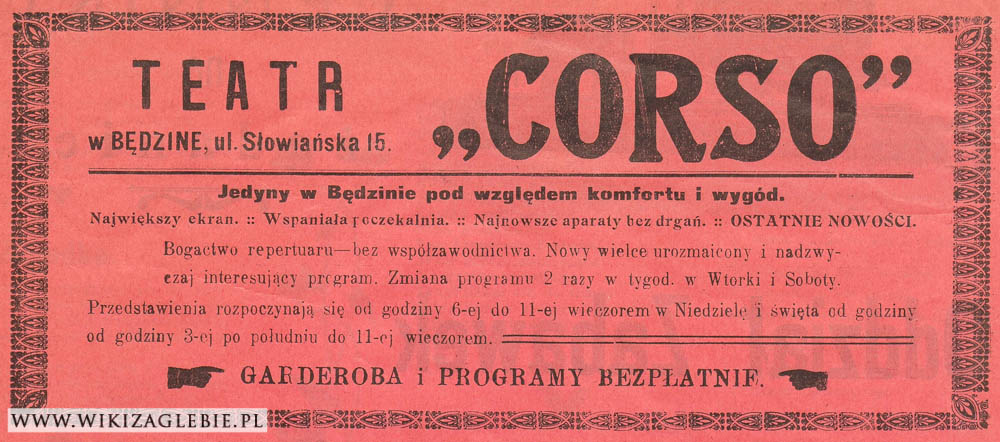 TEATR „CORSO”
w BĘDZINE, ul. Słowiańska 15.
Jedyny w Będzinie pod względem komfortu i wygód.
Największy ekran. :: Wspaniała poczekalnia. :: Najnowsze aparaty bez drgań. :: OSTATNIE NOWOŚCI.
Bogactwo repertuaru—bez współzawodnictwa. Nowy wielce urozmaicony i nadzwy-
czaj interesujący program. Zmiana programu 2 razy w tygod. w Wtorki i Soboty.
Przedstawienia rozpoczynają się od godziny 6-ej do 11-ej wieczorem w Niedzielę i święta od godziny
od godziny 3-ej po południu do 11-ej wieczorem.
GARDEROBA i PROGRAMY BEZPŁATNIE.
WWW.WIKIZAGLEBIE.PL